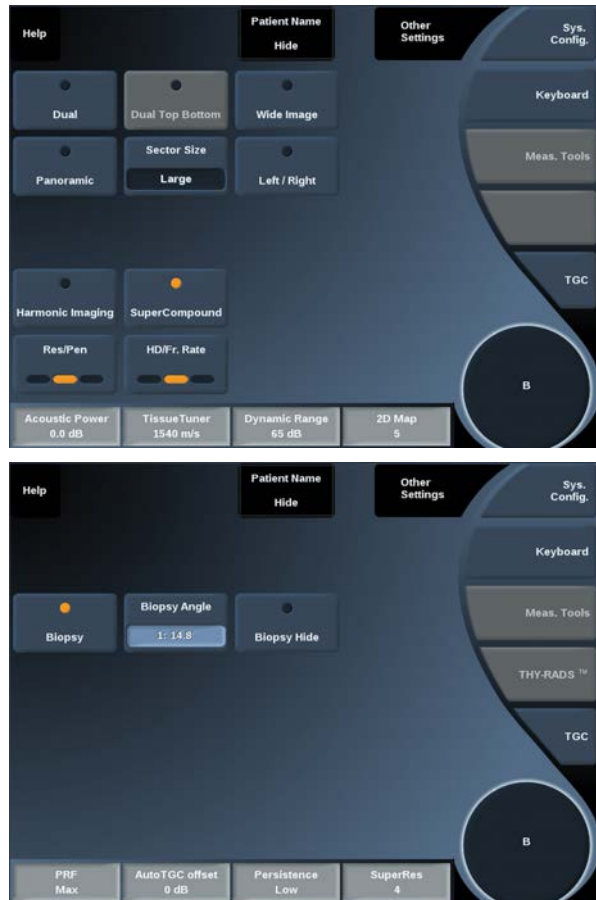 Help
Patient Name
Hide
Other
Settings
Sys.
Config.
Dual
Dual Top Bottom
Wide Image
Keyboard
Panoramic
Sector Size
Large
Left / Right
Meas. Tools
TGC
Harmonic Imaging
SuperCompound
Res/Pen
HD/Fr. Rate
B
Acoustic Power
0.0 dB
TissueTuner
1540 m/s
Dynamic Range
65 dB
2D Map
5
Help
Patient Name
Hide
Other
Settings
Sys.
Config.
Keyboard
Biopsy
Biopsy Angle
1: 14.8
Biopsy Hide
Meas. Tools
THY-RADS ™
TGC
B
PRF
Max
AutoTGC offset
0 dB
Persistence
Low
SuperRes
4